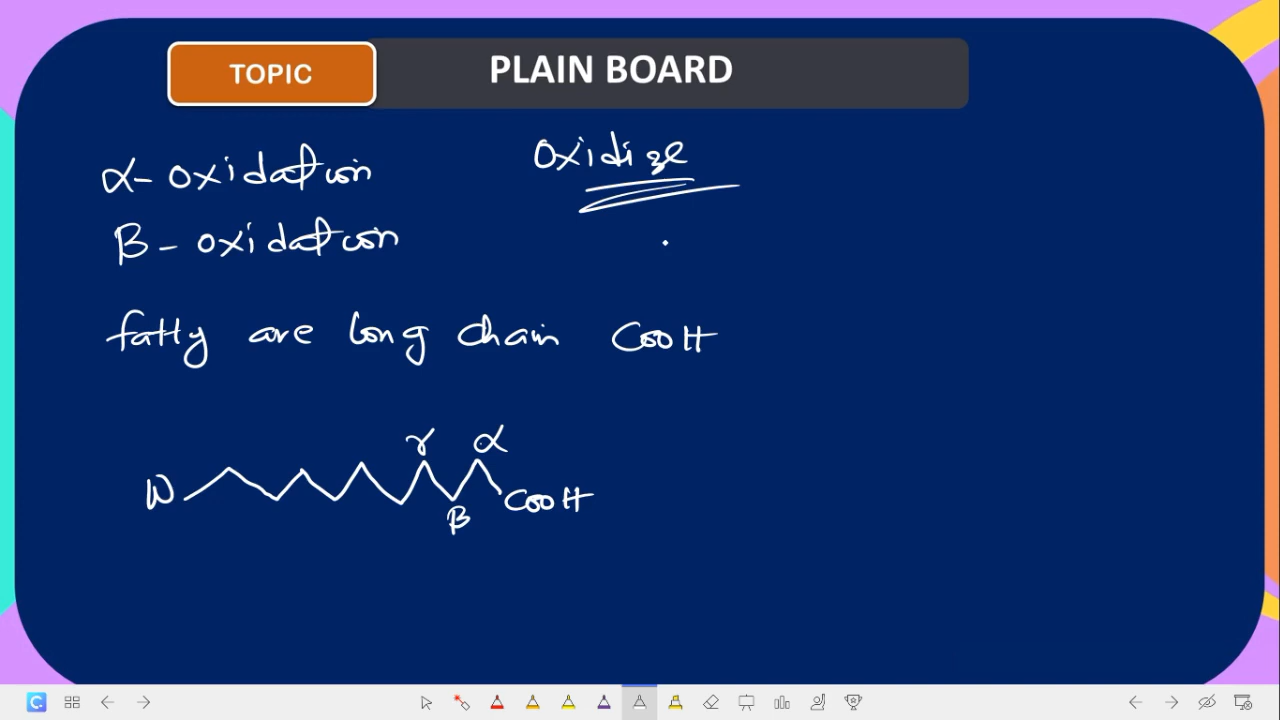 TOPIC PLAIN BOARD
α-oxidation
oxidize
β-oxidation
fatty are long chain COOH
γ α
ω COOH
β